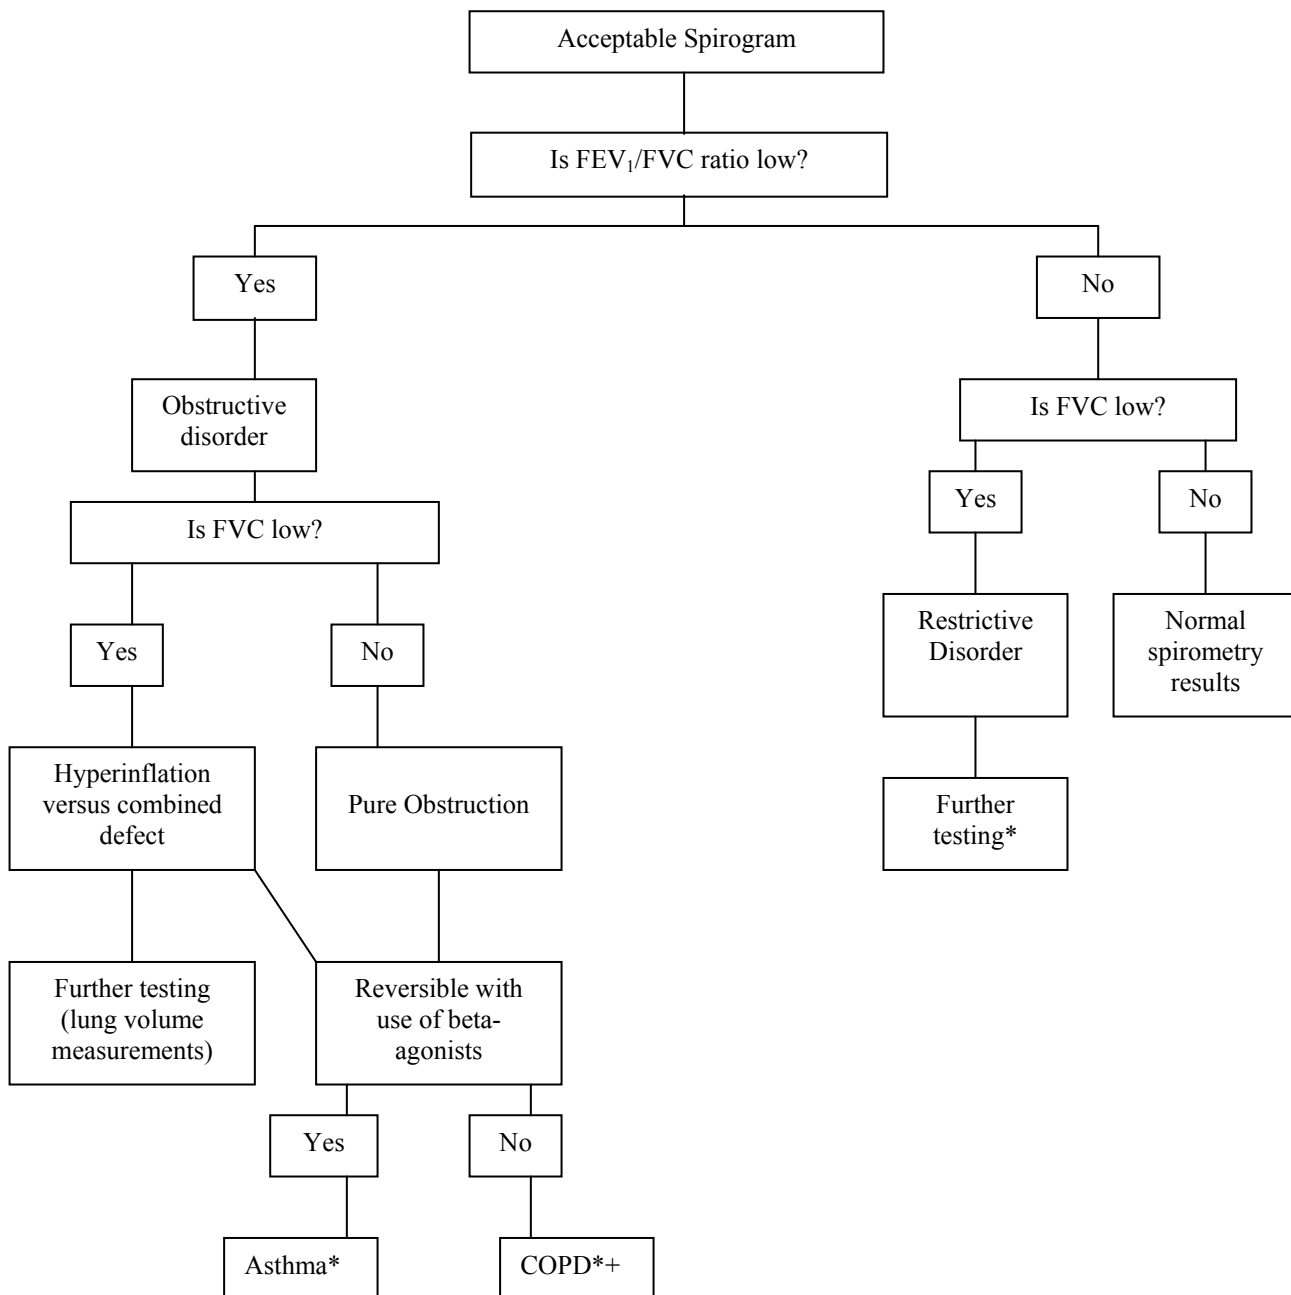 Acceptable Spirogram
Is FEV₁/FVC ratio low?
Yes
No
Obstructive
disorder
Is FVC low?
Is FVC low?
Yes
No
Yes
No
Restrictive
Disorder
Normal
spirometry
results
Hyperinflation
versus combined
defect
Pure Obstruction
Further
testing*
Further testing
(lung volume
measurements)
Reversible with
use of beta-
agonists
Yes
No
Asthma*
COPD*+